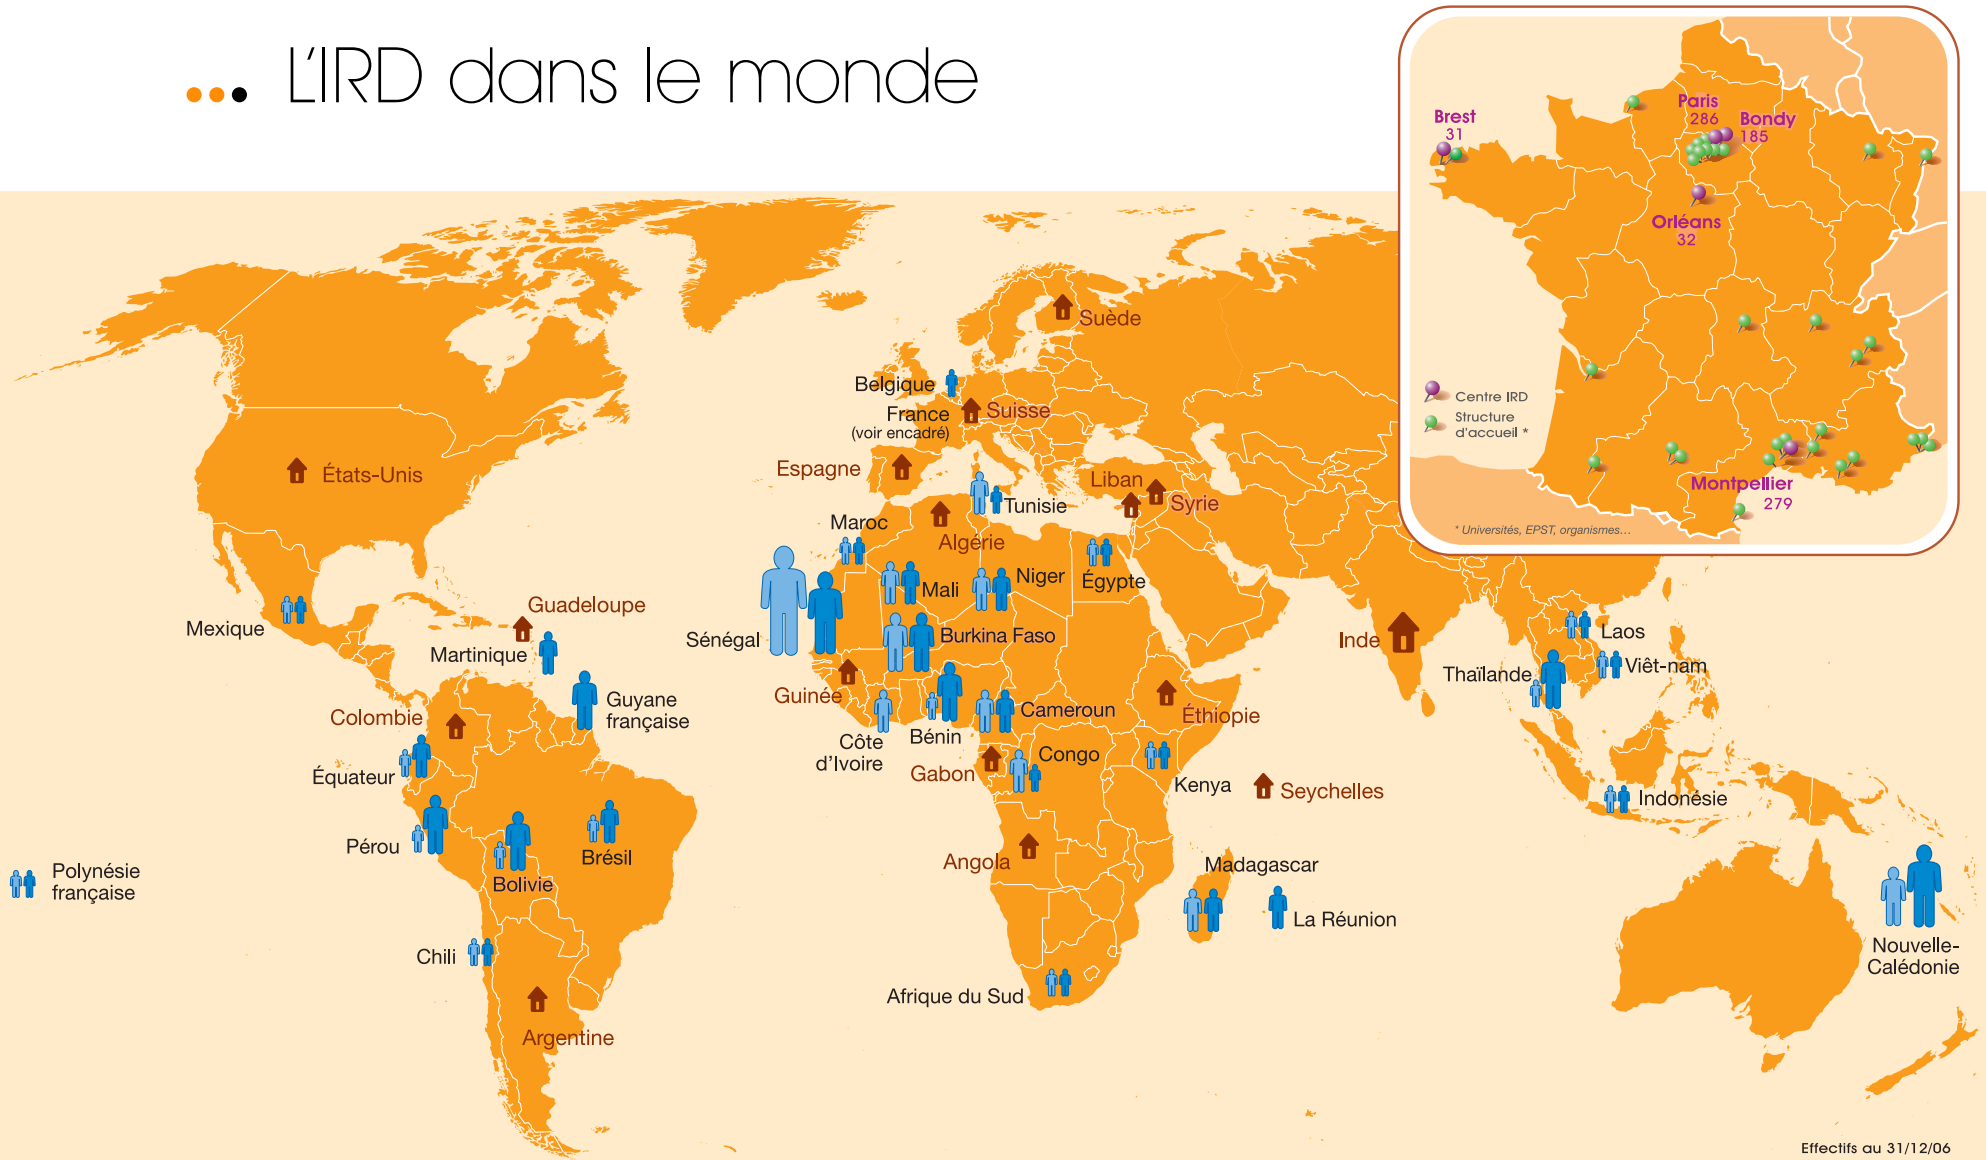 ... L'IRD dans le monde
Paris
286
Bondy
185
Brest
31
Orléans
32
Centre IRD
Structure
d'accueil *
Montpellier
279
* Universités, EPST, organismes...
Suède
Belgique
France
(voir encadré)
Suisse
Espagne
États-Unis
Liban
Syrie
Tunisie
Maroc
Algérie
Égypte
Mali
Niger
Guadeloupe
Mexique
Martinique
Sénégal
Burkina Faso
Inde
Laos
Viêt-nam
Thaïlande
Guinée
Guyane
française
Colombie
Côte
d'Ivoire
Bénin
Cameroun
Éthiopie
Gabon
Congo
Kenya
Seychelles
Équateur
Indonésie
Pérou
Brésil
Bolivie
Angola
Madagascar
Polynésie
française
La Réunion
Nouvelle-
Calédonie
Chili
Afrique du Sud
Argentine
Effectifs au 31/12/06